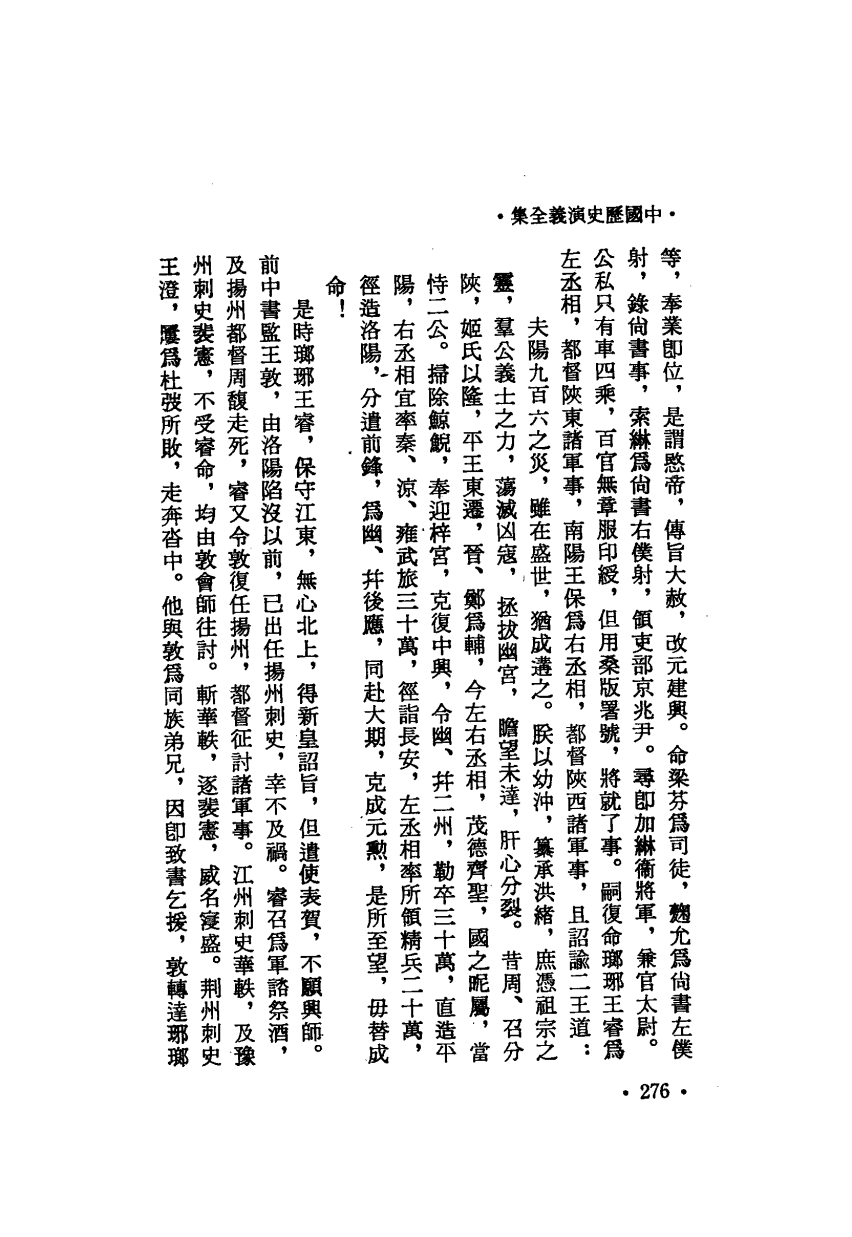 •中國歷史演義全集•
等，奉業卽位，是謂愍帝，傳旨大赦，改元建興。命梁芬爲司徒，麴允爲尙書左僕
射，錄尙書事，索綝爲尙書右僕射，領吏部京兆尹。尋卽加綝衞將軍，兼官太尉。
公私只有車四乘，百官無章服印綬，但用桑版署號，將就了事。嗣復命瑯琊王睿爲
左丞相，都督陝東諸軍事，南陽王保爲右丞相，都督陝西諸軍事，且詔諭二王道：
夫陽九百六之災，雖在盛世，猶成遘之。朕以幼沖，纂承洪緒，庶憑祖宗之
靈，羣公義士之力，蕩滅凶寇，拯拔幽宮，瞻望未達，肝心分裂。昔周、召分
陝，姬氏以隆，平王東遷，晉、鄭爲輔，今左右丞相，茂德齊聖，國之昵屬，當
恃二公。掃除鯨鯢，奉迎梓宮，克復中興，令幽、幷二州，勒卒三十萬，直造平
陽，右丞相宜率秦、涼、雍武旅三十萬，徑詣長安，左丞相率所領精兵二十萬，
徑造洛陽，分遣前鋒，爲幽、幷後應，同赴大期，克成元勳，是所至望，毋替成
命！
是時瑯琊王睿，保守江東，無心北上，得新皇詔旨，但遣使表賀，不願興師。
前中書監王敦，由洛陽陷沒以前，已出任揚州刺史，幸不及禍。睿召爲軍諮祭酒，
及揚州都督周馥走死，睿又令敦復任揚州，都督征討諸軍事。江州刺史華軼，及豫
州刺史裴憲，不受睿命，均由敦會師往討。斬華軼，逐裴憲，威名寖盛。荆州刺史
王澄，屢爲杜弢所敗，走奔沓中。他與敦爲同族弟兄，因卽致書乞援，敦轉達琊瑯
•276•